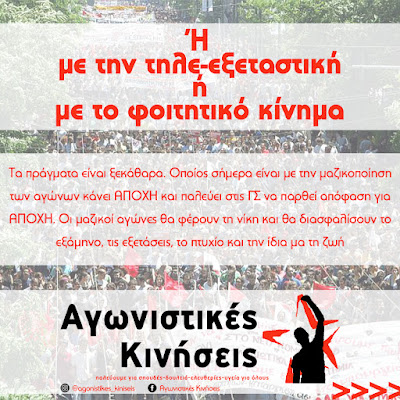 Ή
με την τηλε-εξεταστική
ή
με το φοιτητικό κίνημα
Τα πράγματα είναι ξεκάθαρα. Οποίος σήμερα είναι με την μαζικοποίηση
των αγώνων κάνει ΑΠΟΧΗ και παλεύει στις ΓΣ να παρθεί απόφαση για
ΑΠΟΧΗ. Οι μαζικοί αγώνες θα φέρουν τη νίκη και θα διασφαλίσουν το
εξάμηνο, τις εξετάσεις, το πτυχίο και την ίδια μα τη ζωή
Αγωνιστικές
Κινήσεις
παλεύουμε για σπουδές-δουλειά-ελευθερίες-υγεία για όλους
@agonistikes_kiniseis Αγωνιστικές Κινήσεις
>>>>